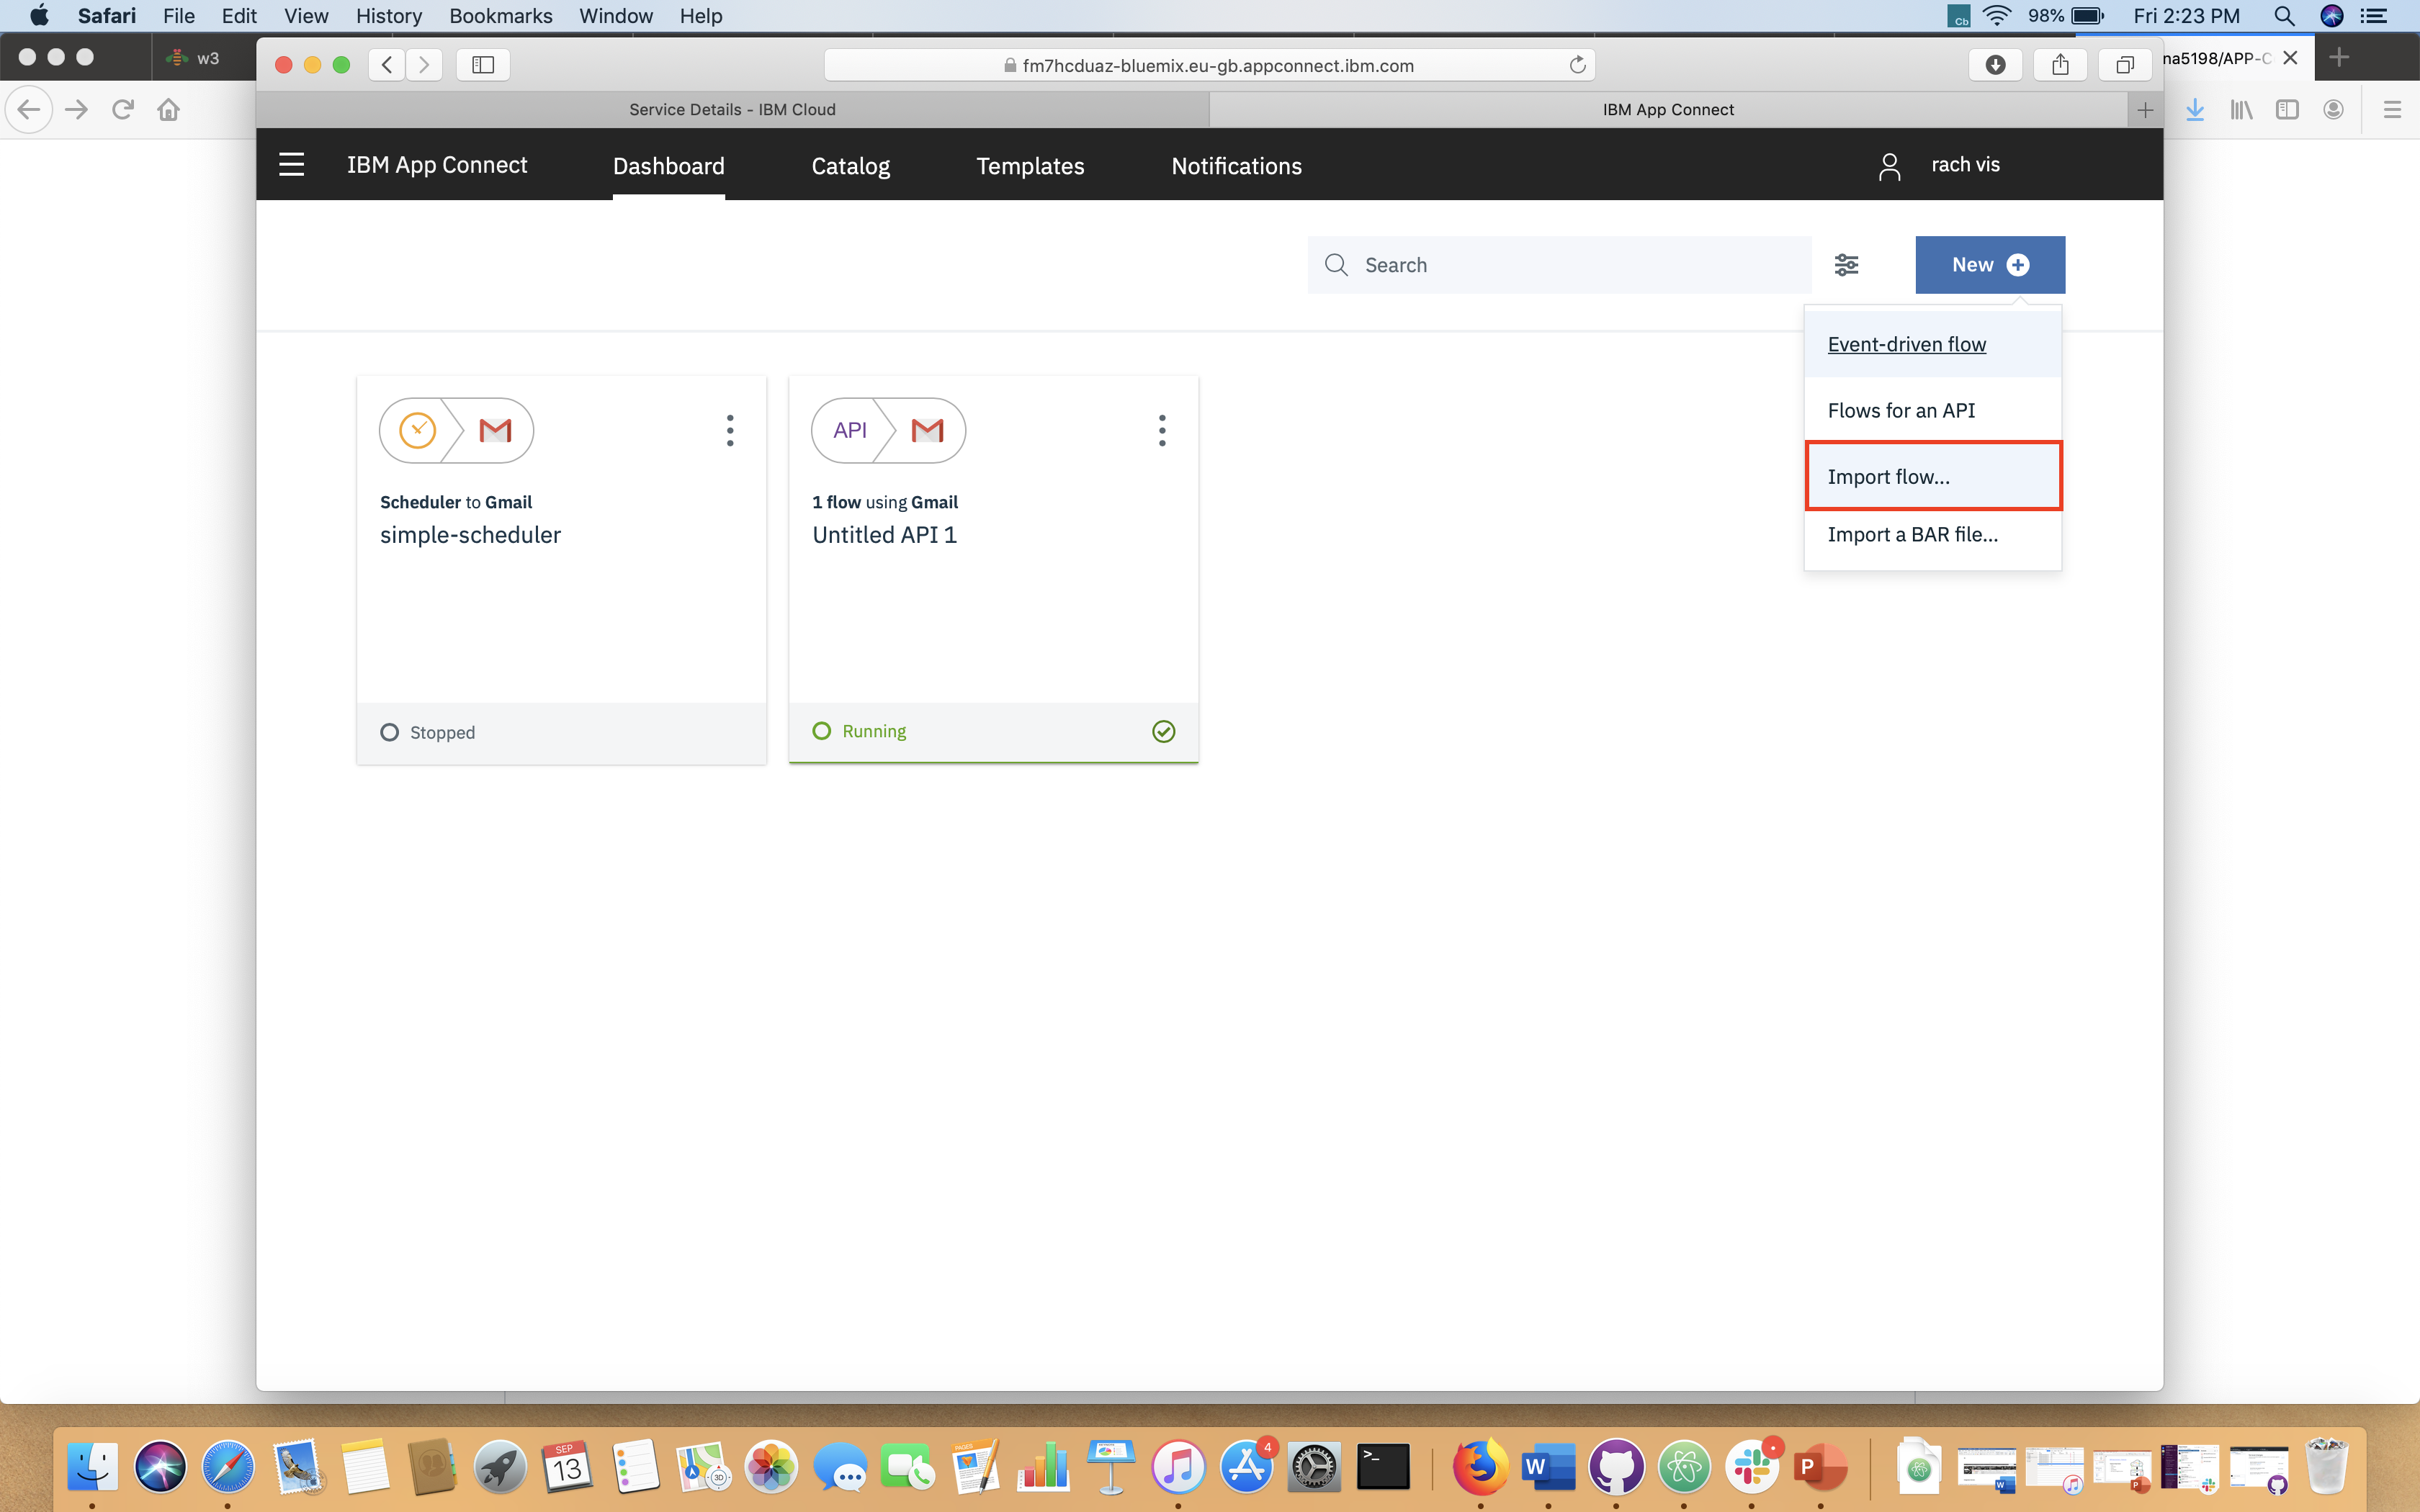 Safari File Edit View History Bookmarks Window Help
Cb 98% Fri 2:23 PM
w3
fm7hcduaz-bluemix.eu-gb.appconnect.ibm.com
na5198/APP-C
Service Details - IBM Cloud
IBM App Connect
IBM App Connect Dashboard Catalog Templates Notifications rach vis
Search
New
Event-driven flow
Flows for an API
Import flow...
Import a BAR file...
Scheduler to Gmail
simple-scheduler
Stopped
API
1 flow using Gmail
Untitled API 1
Running
SEP
13
3D
PAGES
4
>_
W
P